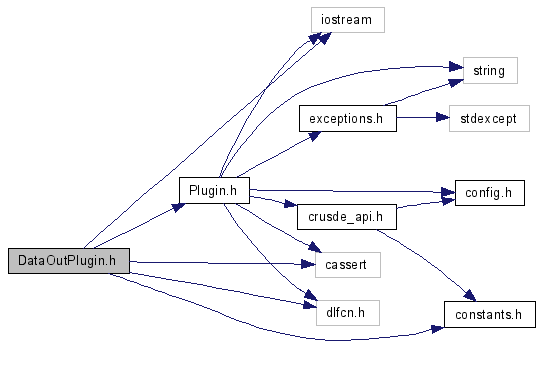 iostream
string
exceptions.h
stdexcept
Plugin.h
config.h
crusde_api.h
DataOutPlugin.h
cassert
dlfcn.h
constants.h